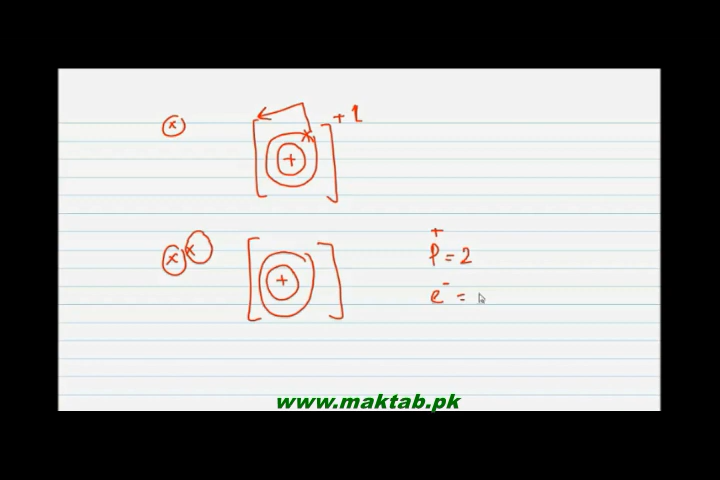 x
+
+1
x x
+
+
P = 2
e⁻ =
www.maktab.pk